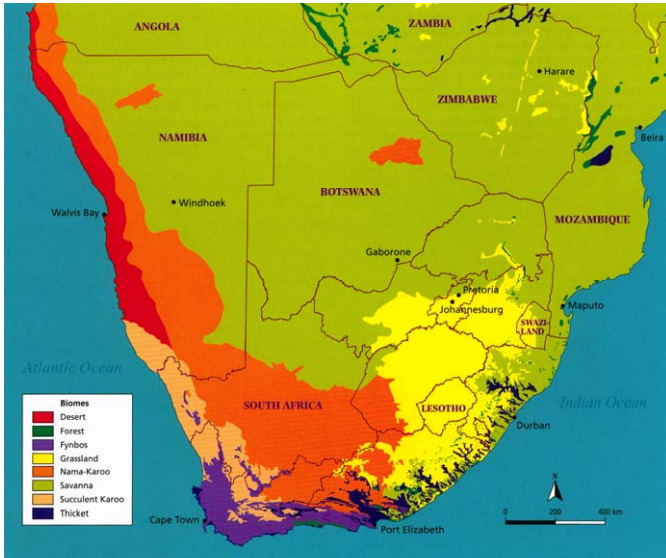 ANGOLA
ZAMBIA
Harare
ZIMBABWE
Beira
NAMIBIA
BOTSWANA
Windhoek
Walvis Bay
MOZAMBIQUE
Gaborone
Pretoria
Johannesburg
Maputo
SWAZI-
LAND
Atlantic Ocean
Indian Ocean
SOUTH AFRICA
LESOTHO
Durban
Cape Town
Port Elizabeth
Biomes
Desert
Forest
Fynbos
Grassland
Nama-Karoo
Savanna
Succulent Karoo
Thicket
N
0 200 400 km